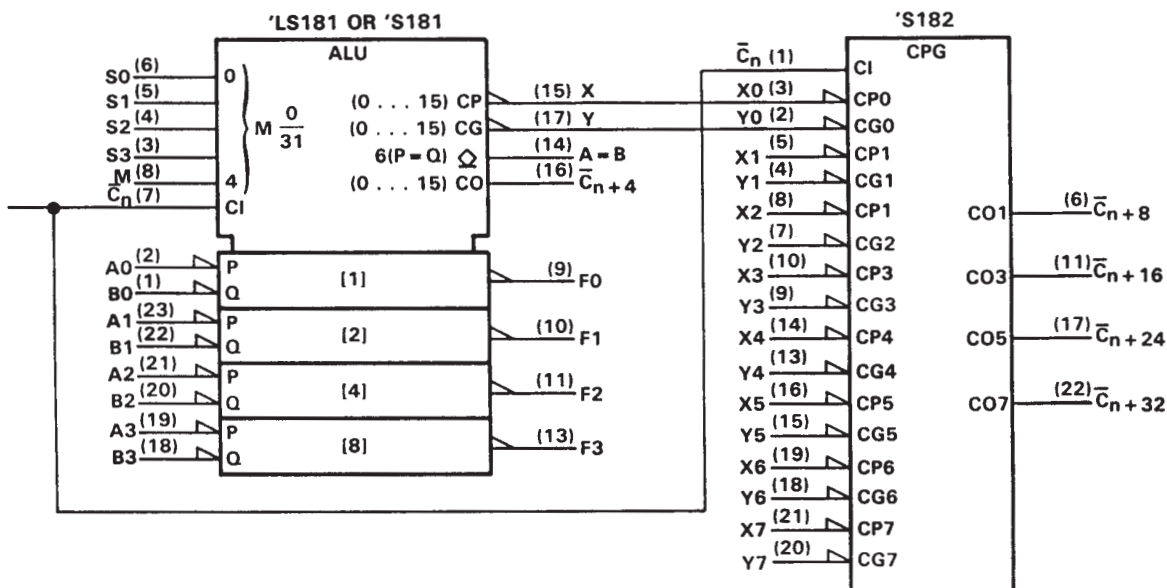 'LS181 OR 'S181
ALU
S0 (6)
S1 (5)
S2 (4)
S3 (3)
M (8)
C̅n (7)
0
4
M 0/31
CI
(0 . . . 15) CP
(0 . . . 15) CG
6(P = Q)
(0 . . . 15) CO
(15) X
(17) Y
(14) A = B
(16) C̅n + 4
A0 (2) P
B0 (1) Q
[1]
(9) F0
A1 (23) P
B1 (22) Q
[2]
(10) F1
A2 (21) P
B2 (20) Q
[4]
(11) F2
A3 (19) P
B3 (18) Q
[8]
(13) F3
'S182
CPG
C̅n (1) CI
X0 (3) CP0
Y0 (2) CG0
X1 (5) CP1
Y1 (4) CG1
X2 (8) CP1
Y2 (7) CG2
X3 (10) CP3
Y3 (9) CG3
X4 (14) CP4
Y4 (13) CG4
X5 (16) CP5
Y5 (15) CG5
X6 (19) CP6
Y6 (18) CG6
X7 (21) CP7
Y7 (20) CG7
CO1 (6) C̅n + 8
CO3 (11) C̅n + 16
CO5 (17) C̅n + 24
CO7 (22) C̅n + 32